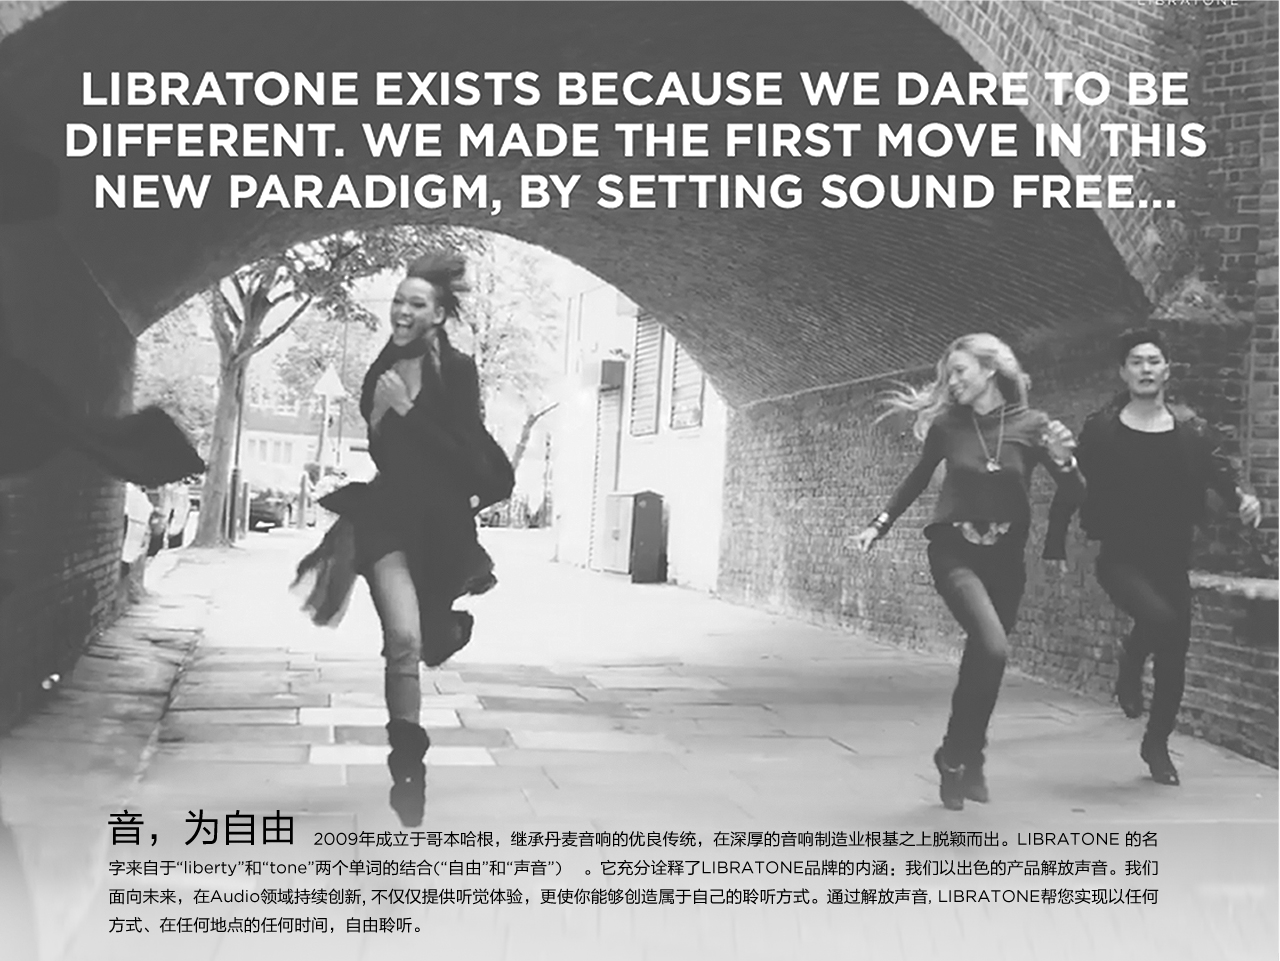 LIBRATONE
LIBRATONE EXISTS BECAUSE WE DARE TO BE
DIFFERENT. WE MADE THE FIRST MOVE IN THIS
NEW PARADIGM, BY SETTING SOUND FREE...
音，为自由 2009年成立于哥本哈根，继承丹麦音响的优良传统，在深厚的音响制造业根基之上脱颖而出。LIBRATONE 的名
字来自于“liberty”和“tone”两个单词的结合(“自由”和“声音”） 。它充分诠释了LIBRATONE品牌的内涵；我们以出色的产品解放声音。我们
面向未来，在Audio领域持续创新, 不仅仅提供听觉体验，更使你能够创造属于自己的聆听方式。通过解放声音, LIBRATONE帮您实现以任何
方式、在任何地点的任何时间，自由聆听。